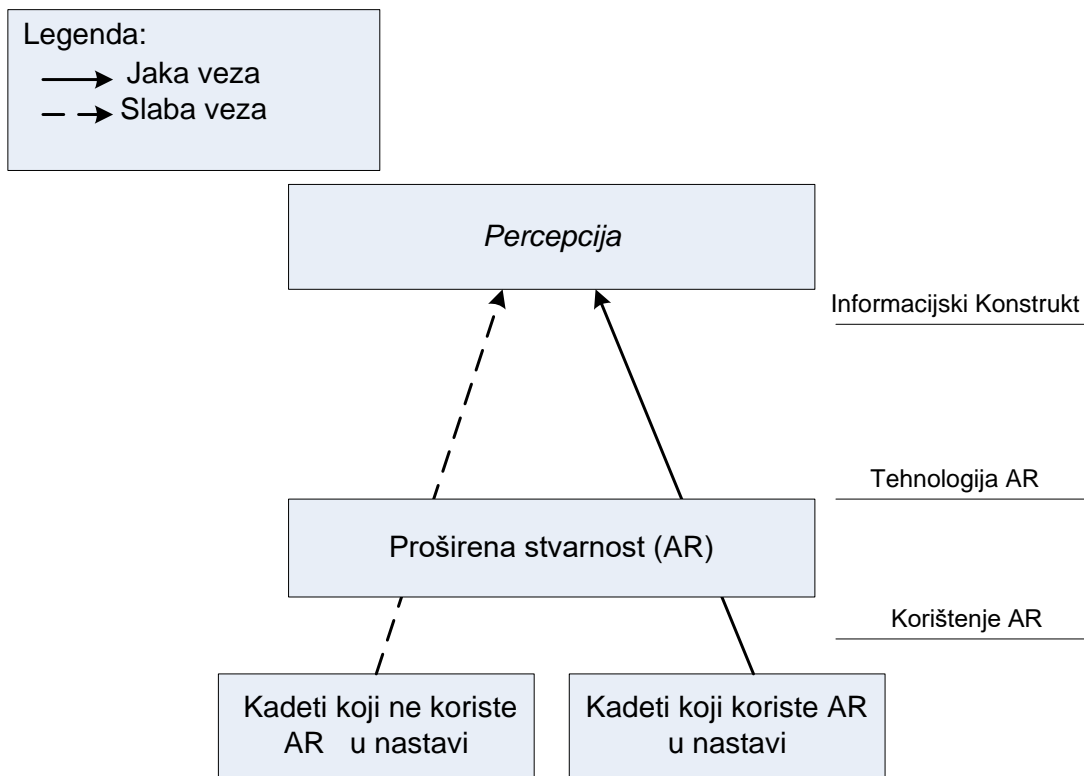 Legenda:
Jaka veza
Slaba veza
Percepcija
Informacijski Konstrukt
Tehnologija AR
Proširena stvarnost (AR)
Korištenje AR
Kadeti koji ne koriste
AR u nastavi
Kadeti koji koriste AR
u nastavi